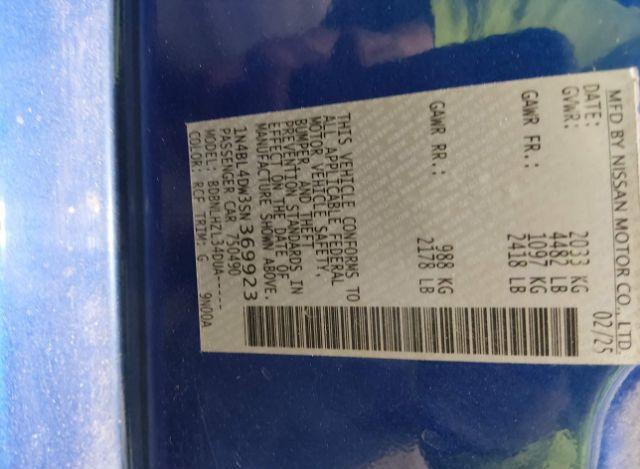 MFD BY NISSAN MOTOR CO., LTD.
DATE: 02/25
GVWR: 2033 KG
4482 LB
GAWR FR.: 1097 KG
2418 LB
GAWR RR.: 988 KG
2178 LB
THIS VEHICLE CONFORMS TO
ALL APPLICABLE FEDERAL
MOTOR VEHICLE SAFETY,
BUMPER, AND THEFT
PREVENTION STANDARDS IN
EFFECT ON THE DATE OF
MANUFACTURE SHOWN ABOVE.
1N4BL4DW3SN369923
PASSENGER CAR 750490
MODEL: BDBNLHZL34DUA-----
COLOR: RCF TRIM: G 9N00A